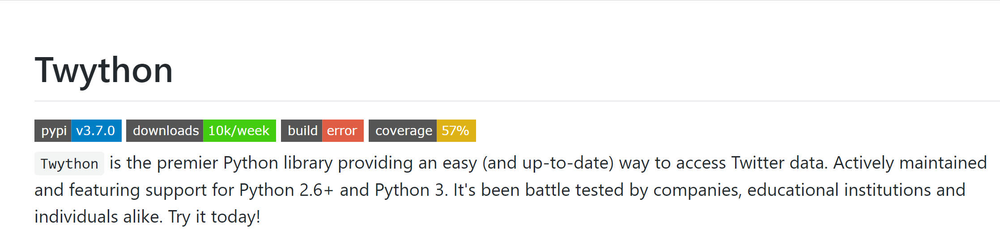 Twython
pypi v3.7.0 downloads 10k/week build error coverage 57%
Twython is the premier Python library providing an easy (and up-to-date) way to access Twitter data. Actively maintained
and featuring support for Python 2.6+ and Python 3. It's been battle tested by companies, educational institutions and
individuals alike. Try it today!